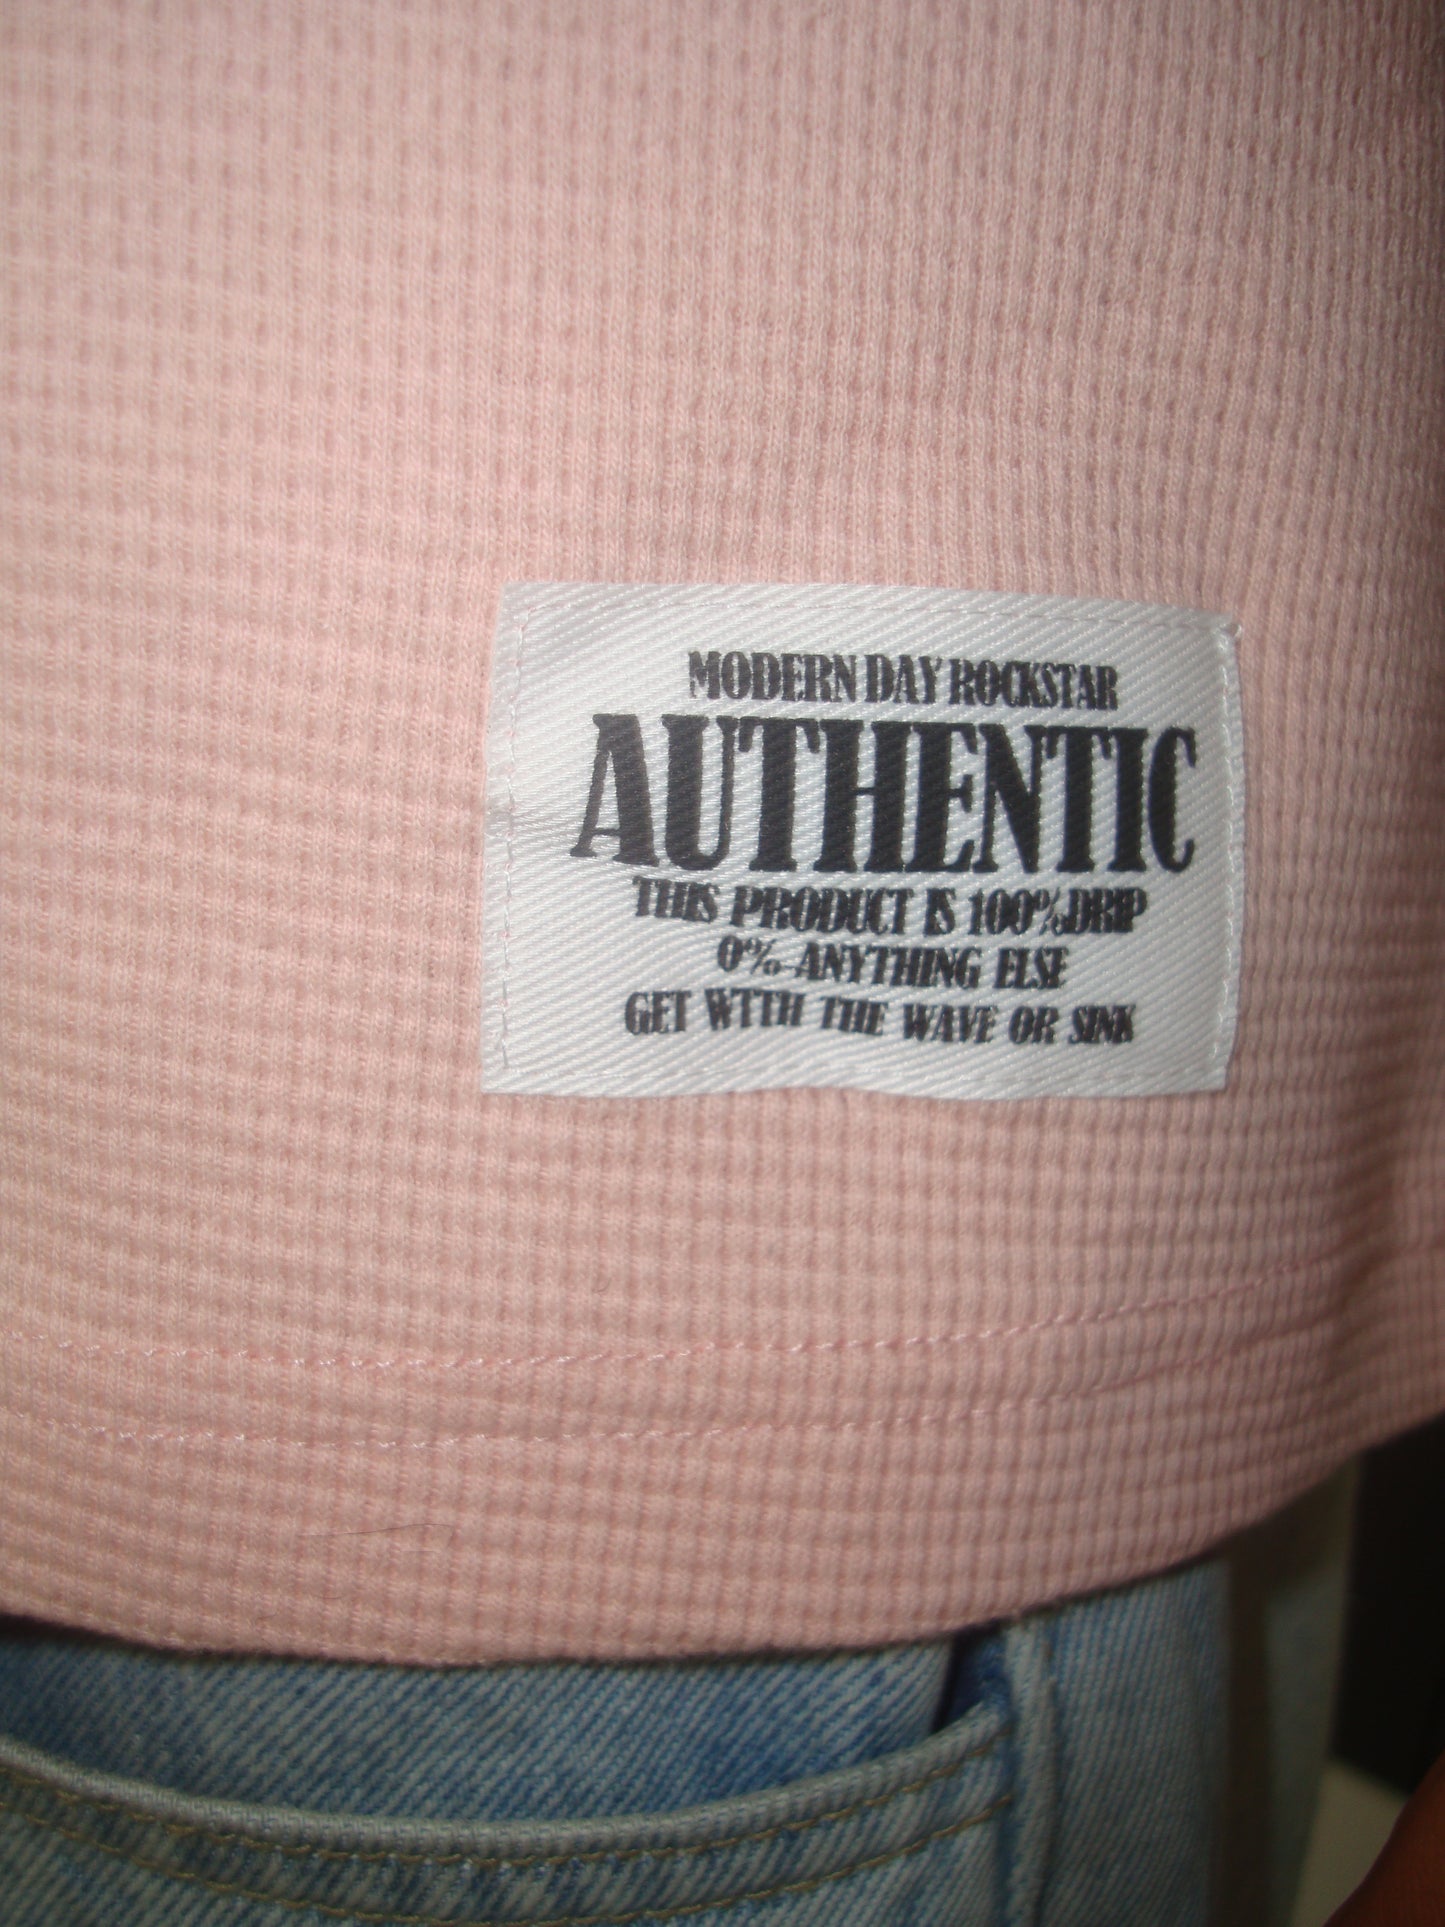 MODERN DAY ROCKSTAR
AUTHENTIC
THIS PRODUCT IS 100% DRIP
0% ANYTHING ELSE
GET WITH THE WAVE OR SINK